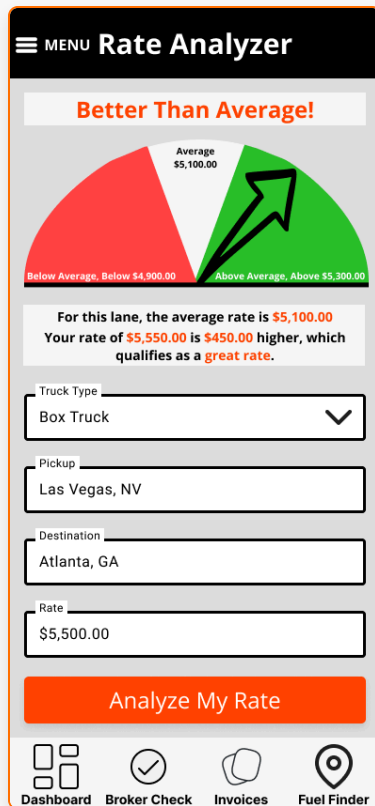 MENU Rate Analyzer
Better Than Average!
Average
$5,100.00
Below Average, Below $4,900.00
Above Average, Above $5,300.00
For this lane, the average rate is $5,100.00
Your rate of $5,550.00 is $450.00 higher, which
qualifies as a great rate.
Truck Type
Box Truck
Pickup
Las Vegas, NV
Destination
Atlanta, GA
Rate
$5,500.00
Analyze My Rate
Dashboard
Broker Check
Invoices
Fuel Finder